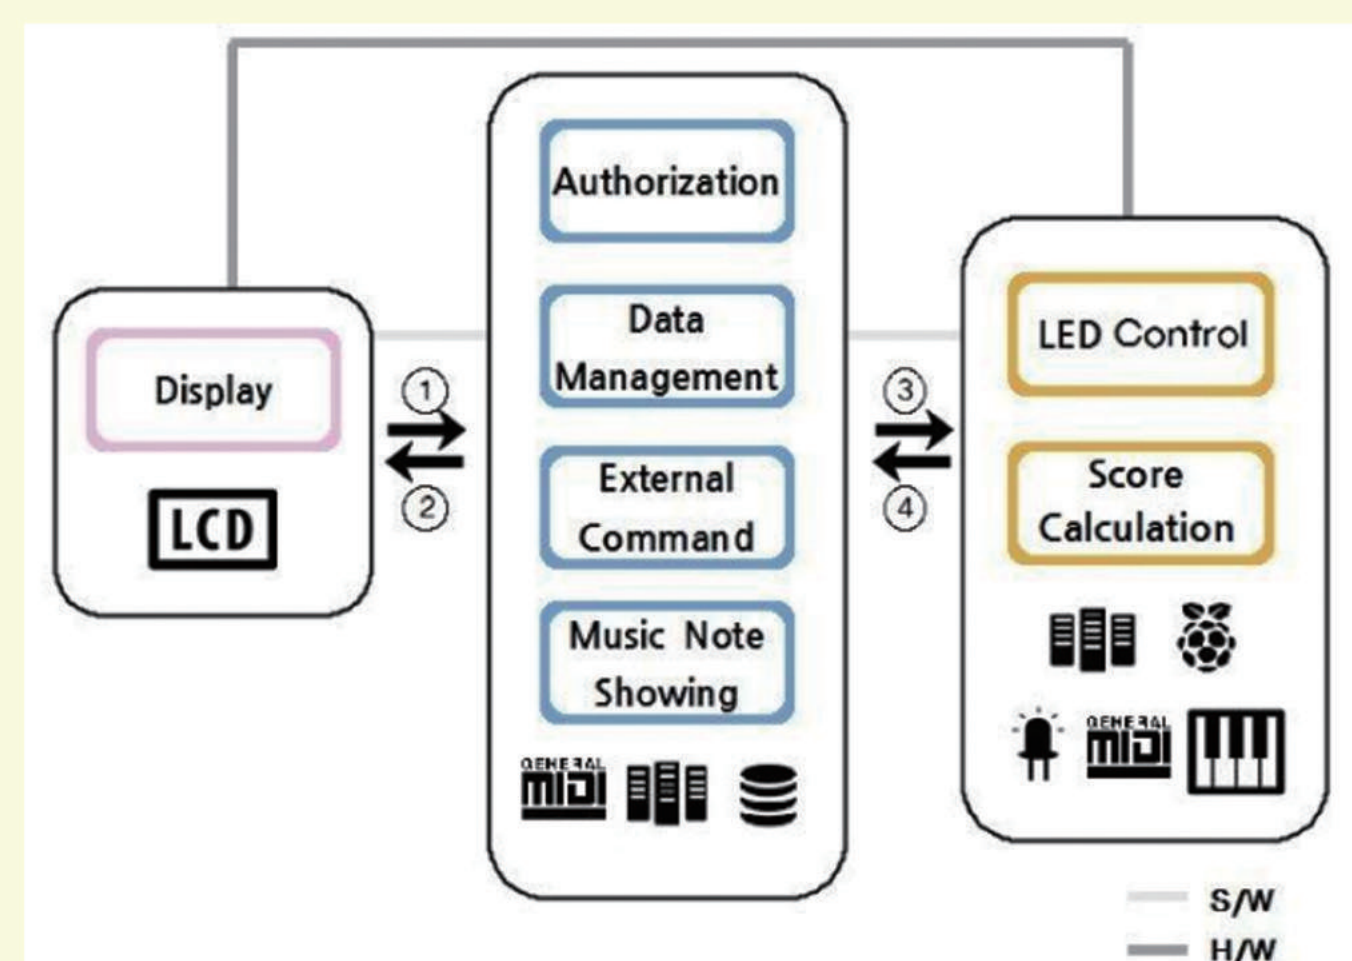 Authorization
Data
Management
External
Command
Music Note
Showing
GENERAL
MIDI
Display
LCD
1
2
3
4
LED Control
Score
Calculation
GENERAL
MIDI
S/W
H/W